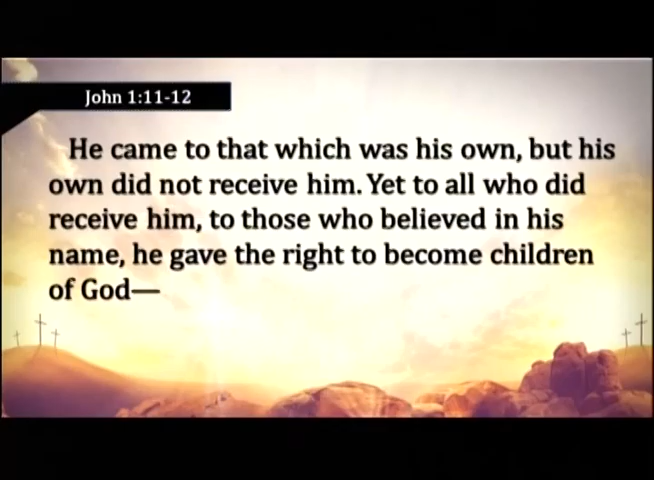 John 1:11-12
He came to that which was his own, but his
own did not receive him. Yet to all who did
receive him, to those who believed in his
name, he gave the right to become children
of God—